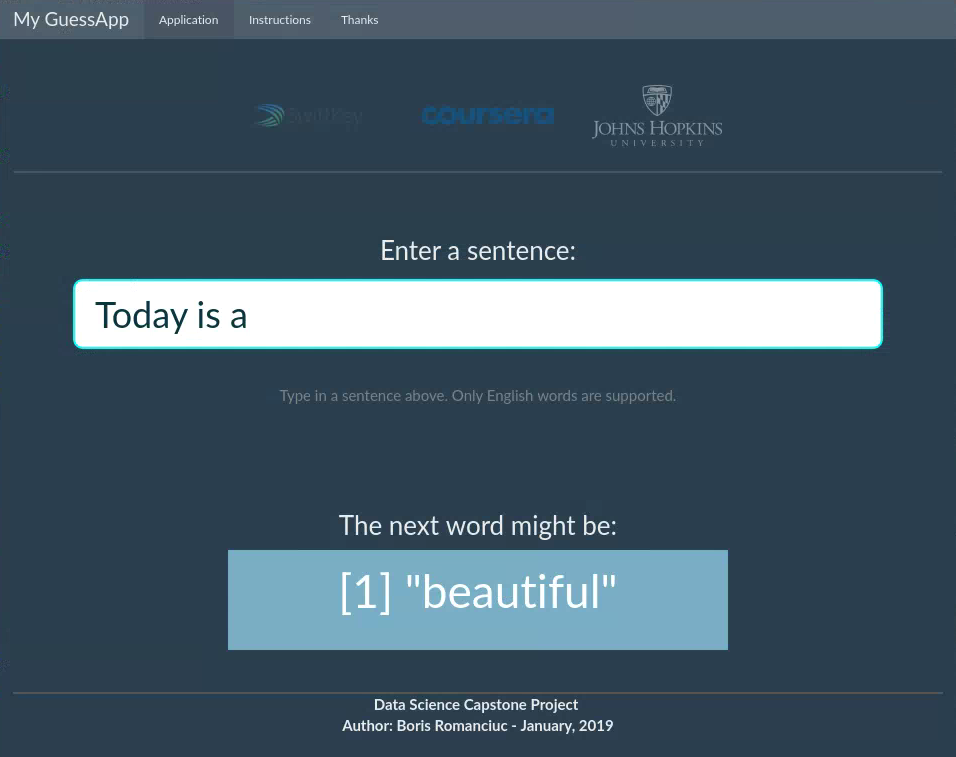 My GuessApp Application Instructions Thanks
SwiftKey coursera JOHNS HOPKINS
UNIVERSITY
Enter a sentence:
Today is a
Type in a sentence above. Only English words are supported.
The next word might be:
[1] "beautiful"
Data Science Capstone Project
Author: Boris Romanciuc - January, 2019